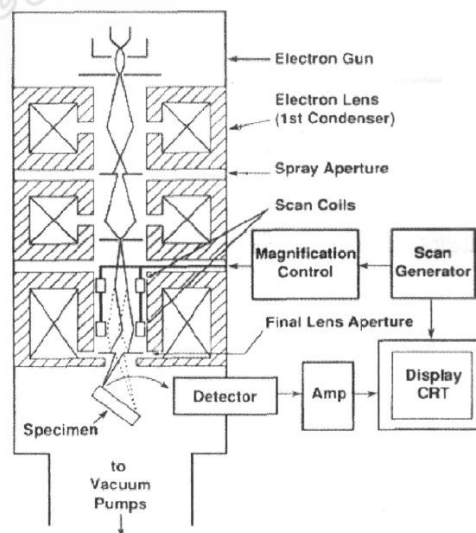 Electron Gun
Electron Lens
(1st Condenser)
Spray Aperture
Scan Coils
Magnification
Control
Scan
Generator
Final Lens Aperture
Detector
Amp
Display
CRT
Specimen
to
Vacuum
Pumps